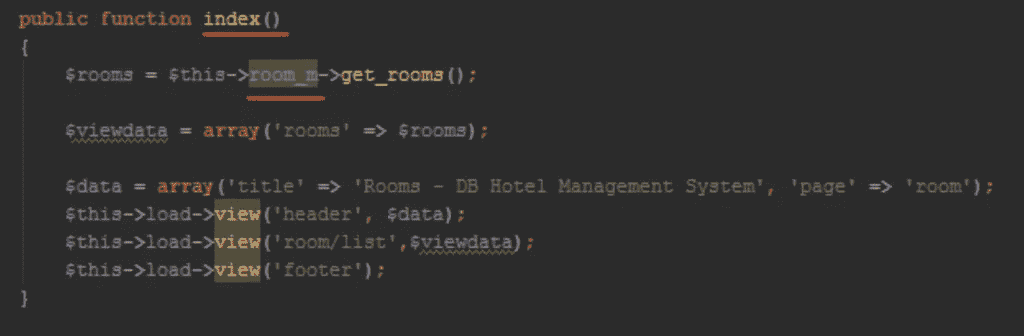 public function index()
{
$rooms = $this->room_m->get_rooms();
$viewdata = array('rooms' => $rooms);
$data = array('title' => 'Rooms - DB Hotel Management System', 'page' => 'room');
$this->load->view('header', $data);
$this->load->view('room/list',$viewdata);
$this->load->view('footer');
}